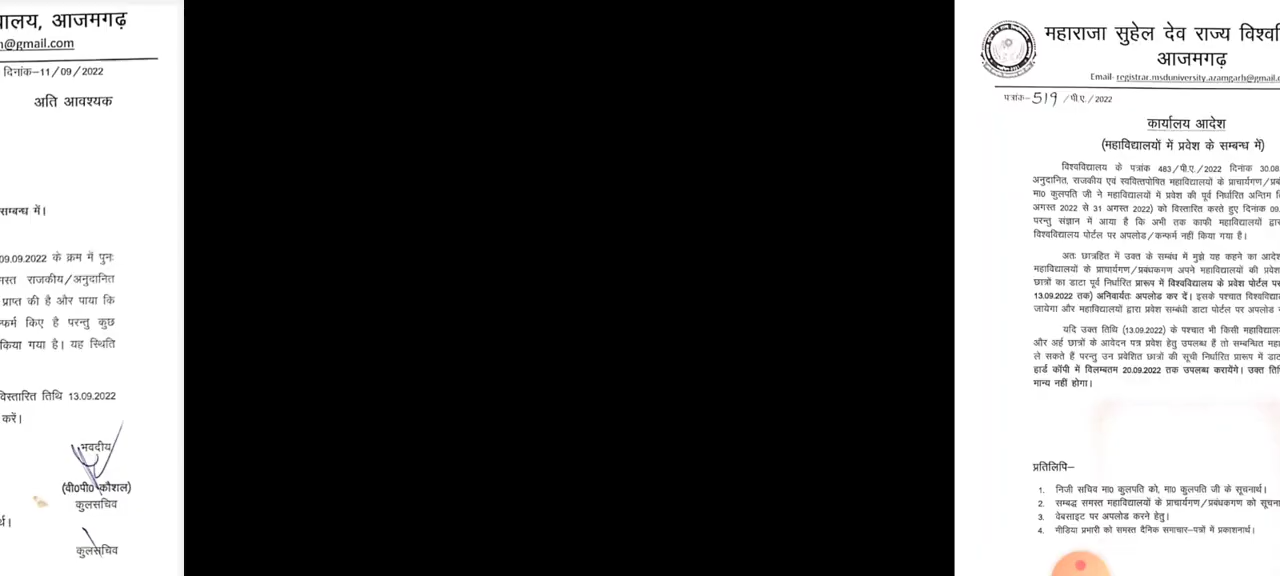 ालय, आजमगढ़
@gmail.com
दिनांक-11/09/2022
अति आवश्यक
सम्बन्ध में।
09.09.2022 के क्रम में पुनः
मस्त राजकीय/अनुदानित
प्राप्त की है और पाया कि
न्फर्म किए है परन्तु कुछ
किया गया है। यह स्थिति
विस्तारित तिथि 13.09.2022
करें।
भवदीय
(वी0पी0 कौशल)
कुलसचिव
र्थ।
कुलसचिव
महाराजा सुहेल देव राज्य विश्व
आजमगढ़
Email- registrar.msduniversity.azamgarh@gmail.c
पत्रांक-519/पी.ए./2022
कार्यालय आदेश
(महाविद्यालयों में प्रवेश के सम्बन्ध में)
विश्वविद्यालय के पत्रांक 483/पी.ए./2022 दिनांक 30.08
अनुदानित, राजकीय एवं स्ववित्तपोषित महाविद्यालयों के प्राचार्यगण/प्रबं
मा0 कुलपति जी ने महाविद्यालयों में प्रवेश की पूर्व निर्धारित अन्तिम ति
अगस्त 2022 से 31 अगस्त 2022) को विस्तारित करते हुए दिनांक 09.
परन्तु संज्ञान में आया है कि अभी तक काफी महाविद्यालयों द्वार
विश्वविद्यालय पोर्टल पर अपलोड/कन्फर्म नहीं किया गया है।
अतः छात्रहित में उक्त के सम्बंध में मुझे यह कहने का आदेश
महाविद्यालयों के प्राचार्यगण/प्रबंधकगण अपने महाविद्यालयों की प्रवेश
छात्रों का डाटा पूर्व निर्धारित प्रारूप में विश्वविद्यालय के प्रवेश पोर्टल पर
13.09.2022 तक) अनिवार्यतः अपलोड कर दें। इसके पश्चात विश्वविद्या
जायेगा और महाविद्यालयों द्वारा प्रवेश सम्बंधी डाटा पोर्टल पर अपलोड
यदि उक्त तिथि (13.09.2022) के पश्चात भी किसी महाविद्याल
और अर्ह छात्रों के आवेदन पत्र प्रवेश हेतु उपलब्ध हैं तो सम्बन्धित महा
ले सकते हैं परन्तु उन प्रवेशित छात्रों की सूची निर्धारित प्रारूप में डाट
हार्ड कॉपी में विलम्बतम 20.09.2022 तक उपलब्ध करायेंगे। उक्त तिथि
मान्य नहीं होगा।
प्रतिलिपि-
1. निजी सचिव मा0 कुलपति को, मा0 कुलपति जी के सूचनार्थ।
2. सम्बद्ध समस्त महाविद्यालयों के प्राचार्यगण/प्रबंधकगण को सूचना
3. वेबसाइट पर अपलोड करने हेतु।
4. मीडिया प्रभारी को समस्त दैनिक समाचार-पत्रों में प्रकाशनार्थ।